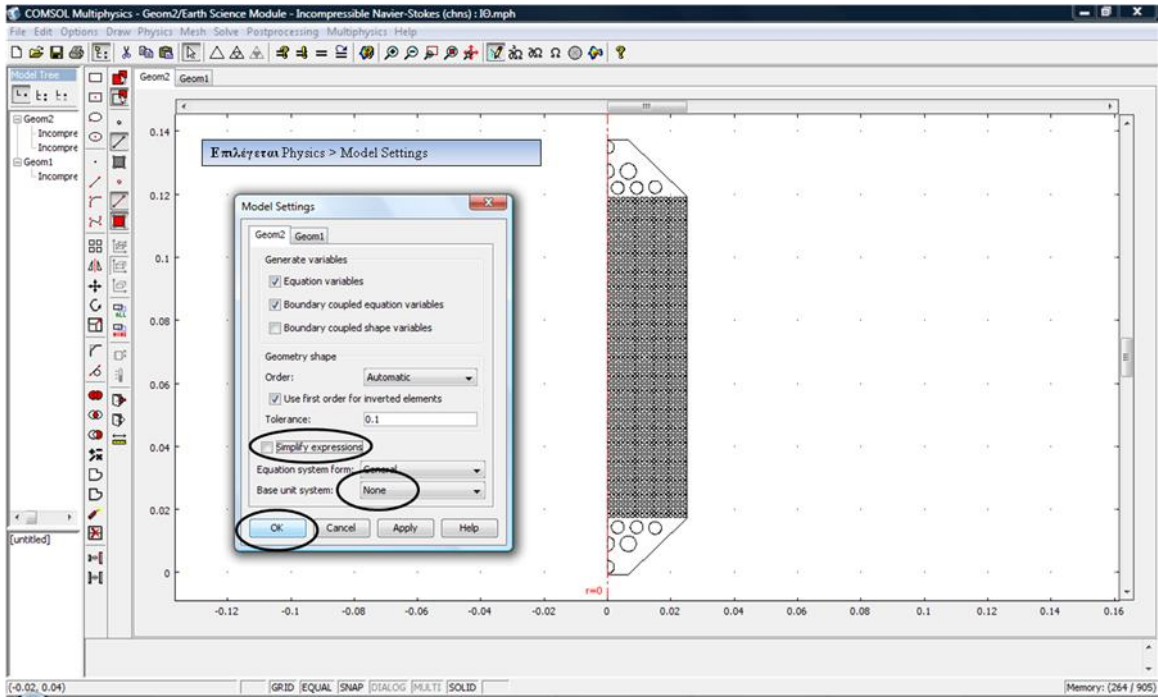 COMSOL Multiphysics - Geom2/Earth Science Module - Incompressible Navier-Stokes (chns) : 10.mph
File Edit Options Draw Physics Mesh Solve Postprocessing Multiphysics Help
Model Tree
Geom2
Incompre
Incompre
Geom1
Incompre
[untitled]
Geom2 Geom1
Επιλέγεται Physics > Model Settings
Model Settings
Geom2 Geom1
Generate variables
Equation variables
Boundary coupled equation variables
Boundary coupled shape variables
Geometry shape
Order: Automatic
Use first order for inverted elements
Tolerance: 0.1
Simplify expressions
Equation system form: General
Base unit system: None
OK Cancel Apply Help
0.14
0.12
0.1
0.08
0.06
0.04
0.02
0
r=0
-0.12 -0.1 -0.08 -0.06 -0.04 -0.02 0 0.02 0.04 0.06 0.08 0.1 0.12 0.14 0.16
(-0.02, 0.04) GRID EQUAL SNAP DIALOG MULTI SOLID Memory: (264 / 905)